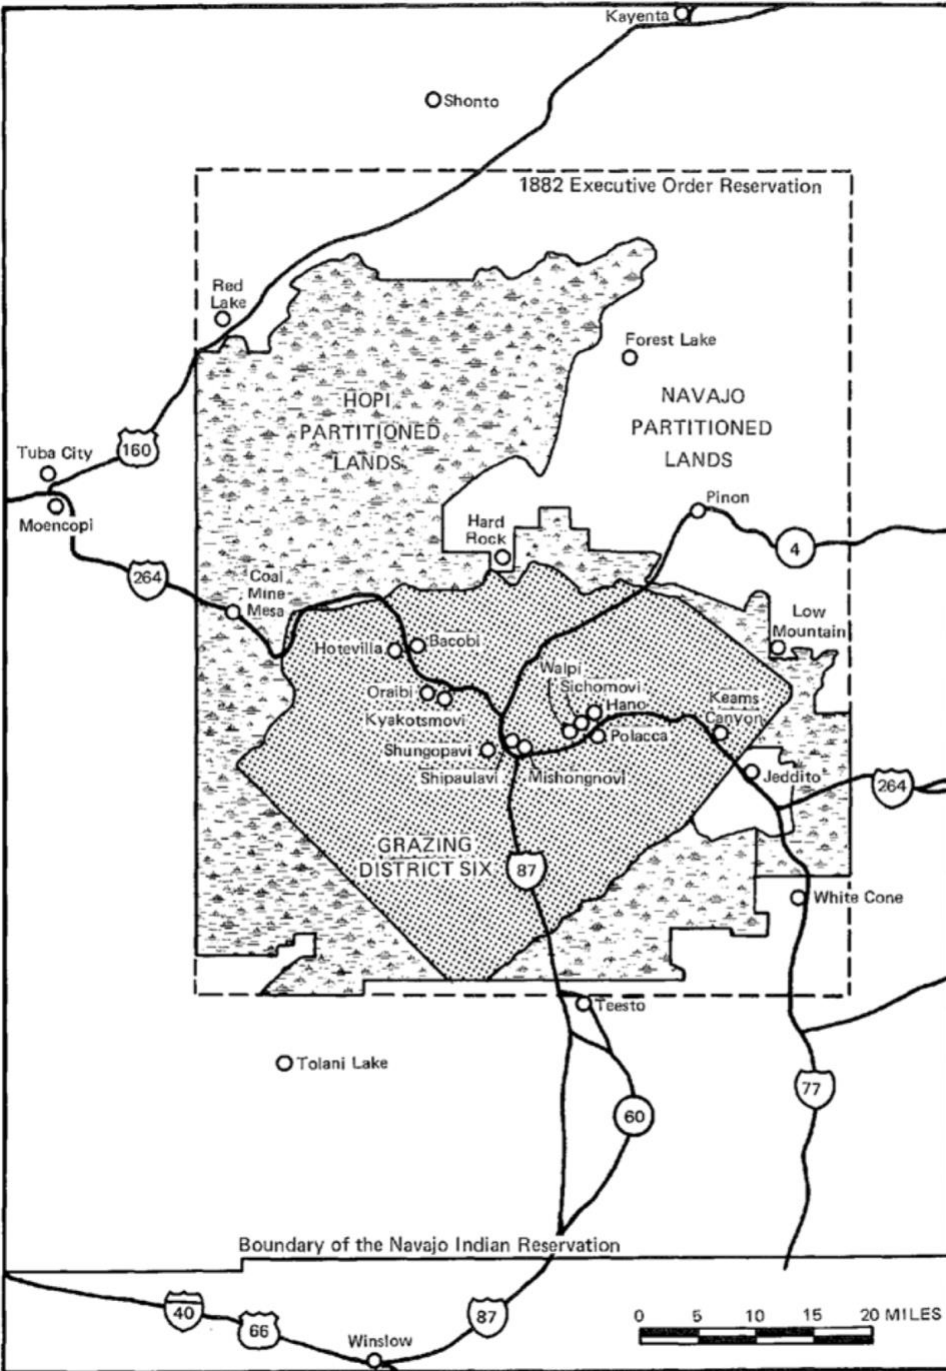 Kayenta
Shonto
1882 Executive Order Reservation
Red
Lake
Forest Lake
HOPI
PARTITIONED
LANDS
NAVAJO
PARTITIONED
LANDS
160
Tuba City
Moencopi
Pinon
Hard
Rock
4
264
Coal
Mine
Mesa
Low
Mountain
Hotevilla
Bacobi
Walpi
Sichomovi
Hano
Oraibi
Kyakotsmovi
Keams
Canyon
Polacca
Shungopavi
Shipaulavi
Mishongnovi
Jeddito
264
GRAZING
DISTRICT SIX
87
White Cone
Teesto
Tolani Lake
77
60
Boundary of the Navajo Indian Reservation
40
66
87
Winslow
0 5 10 15 20 MILES